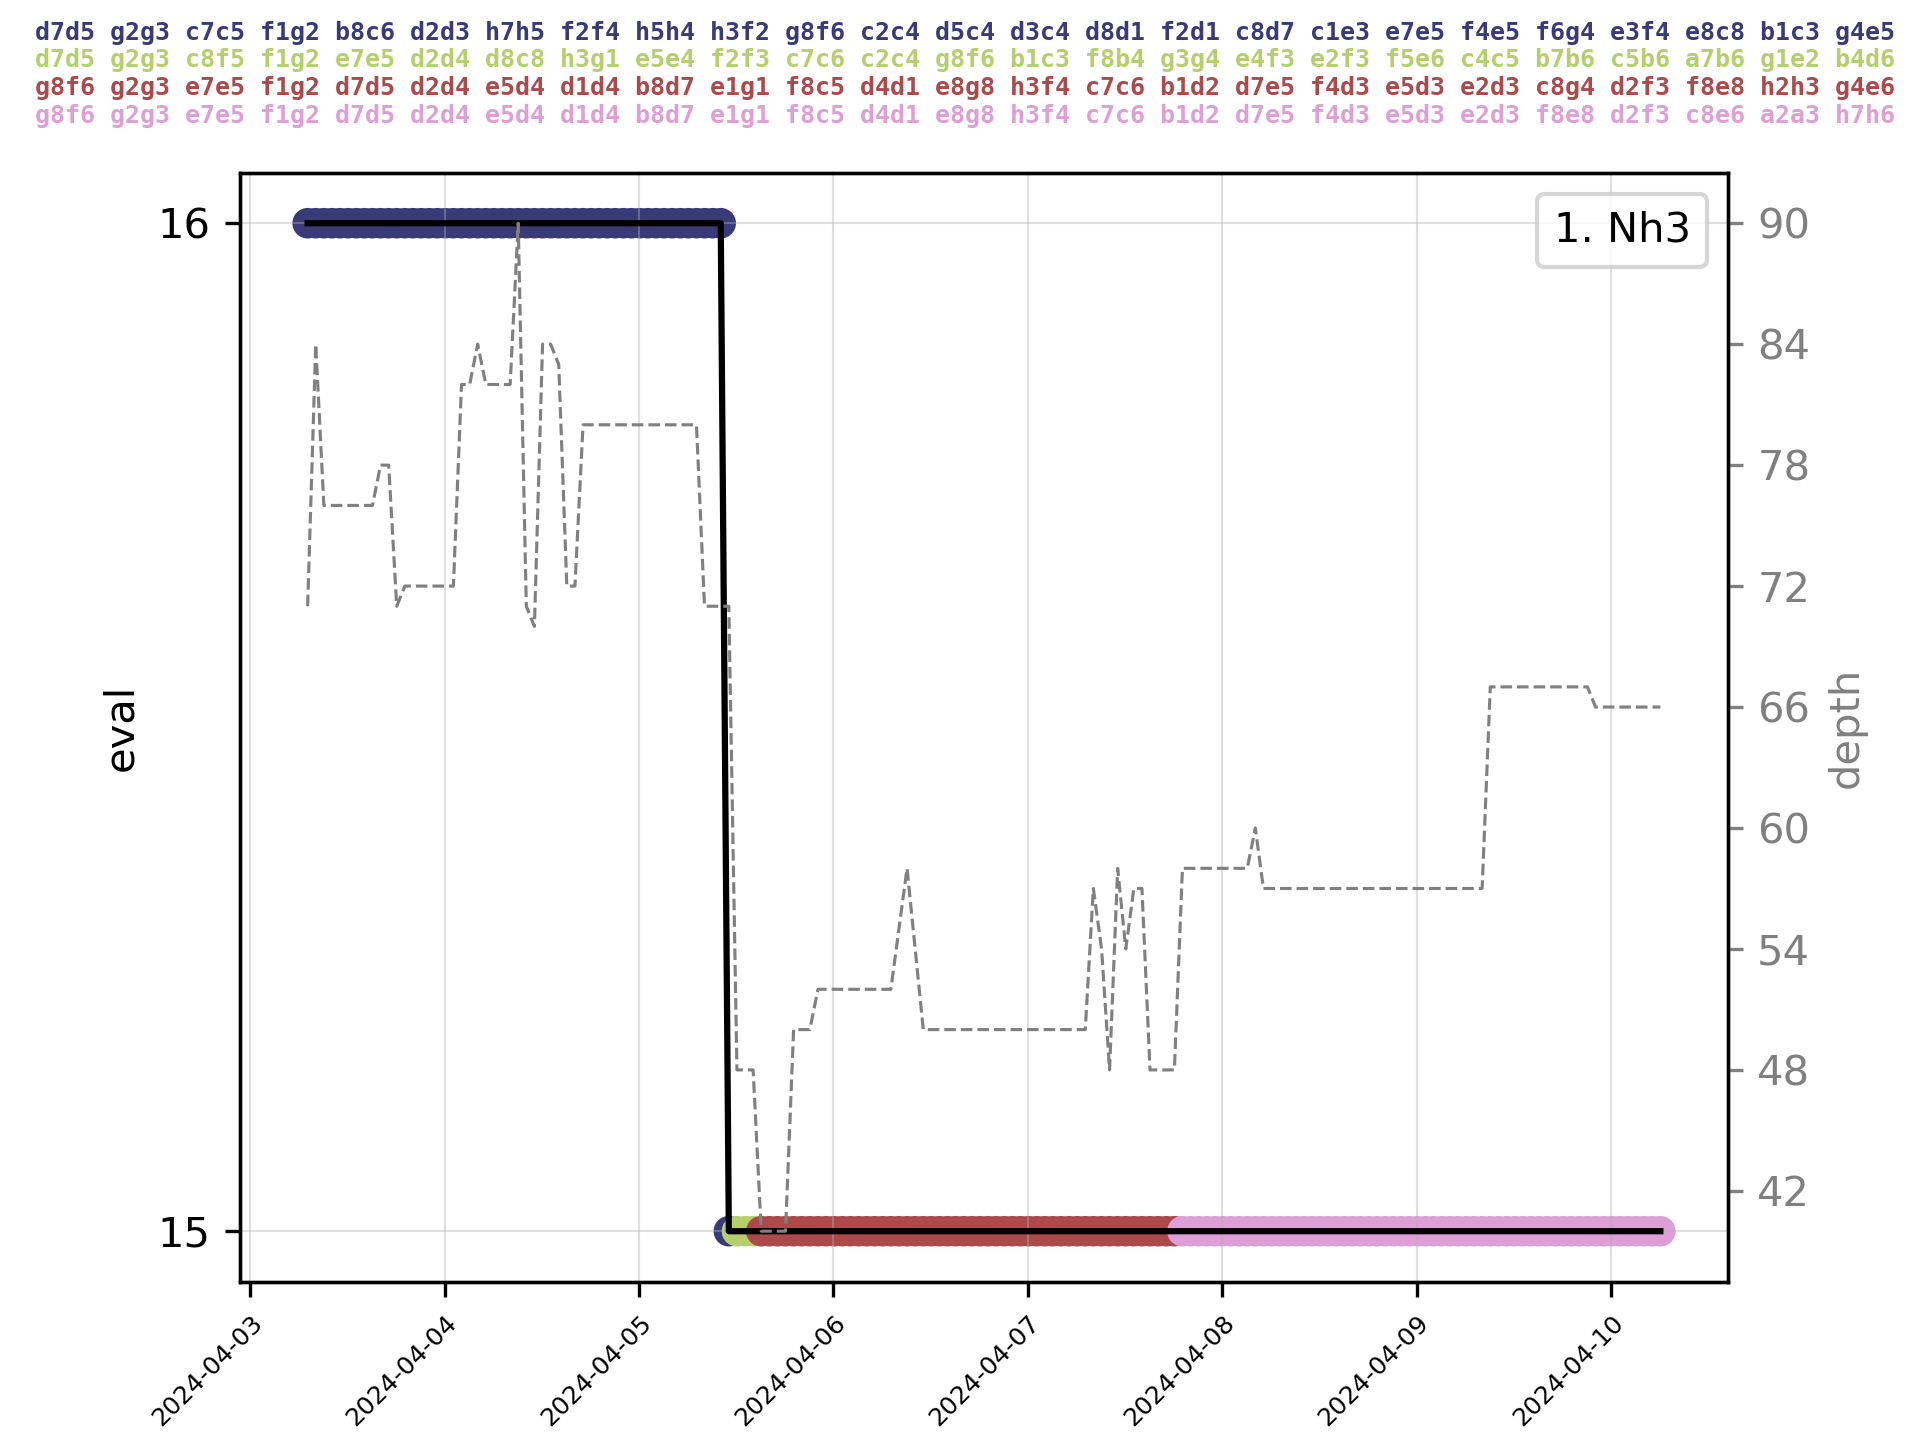 d7d5 g2g3 c7c5 f1g2 b8c6 d2d3 h7h5 f2f4 h5h4 h3f2 g8f6 c2c4 d5c4 d3c4 d8d1 f2d1 c8d7 c1e3 e7e5 f4e5 f6g4 e3f4 e8c8 b1c3 g4e5
d7d5 g2g3 c8f5 f1g2 e7e5 d2d4 d8c8 h3g1 e5e4 f2f3 c7c6 c2c4 g8f6 b1c3 f8b4 g3g4 e4f3 e2f3 f5e6 c4c5 b7b6 c5b6 a7b6 g1e2 b4d6
g8f6 g2g3 e7e5 f1g2 d7d5 d2d4 e5d4 d1d4 b8d7 e1g1 f8c5 d4d1 e8g8 h3f4 c7c6 b1d2 d7e5 f4d3 e5d3 e2d3 c8g4 d2f3 f8e8 h2h3 g4e6
g8f6 g2g3 e7e5 f1g2 d7d5 d2d4 e5d4 d1d4 b8d7 e1g1 f8c5 d4d1 e8g8 h3f4 c7c6 b1d2 d7e5 f4d3 e5d3 e2d3 f8e8 d2f3 c8e6 a2a3 h7h6
1. Nh3
16
15
eval
90
84
78
72
66
60
54
48
42
depth
2024-04-03
2024-04-04
2024-04-05
2024-04-06
2024-04-07
2024-04-08
2024-04-09
2024-04-10